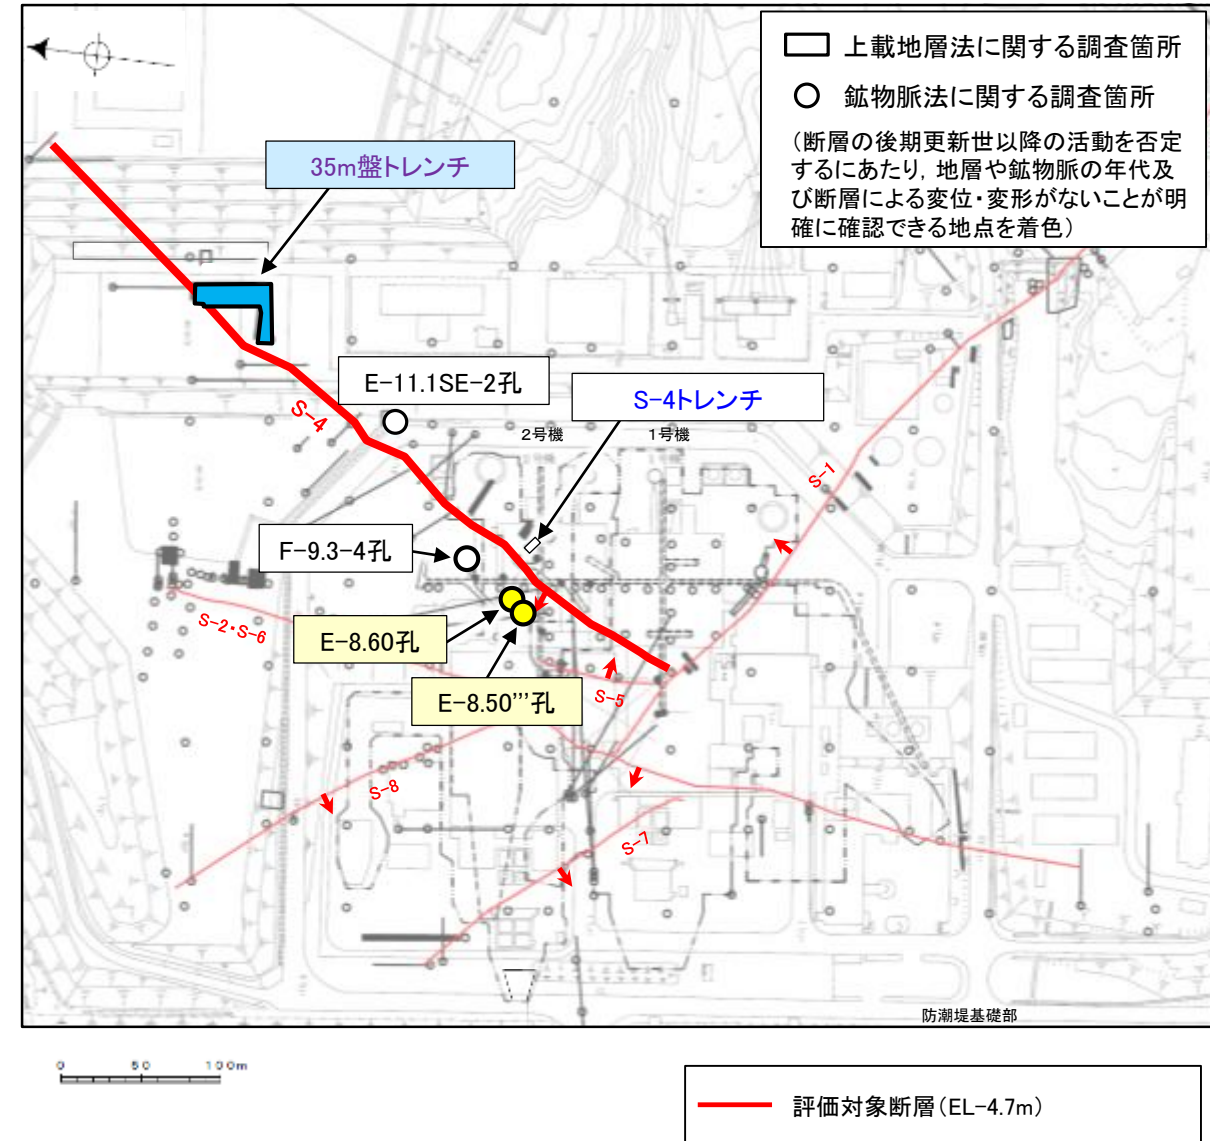 上載地層法に関する調査箇所
鉱物脈法に関する調査箇所
(断層の後期更新世以降の活動を否定
するにあたり, 地層や鉱物脈の年代及
び断層による変位・変形がないことが明
確に確認できる地点を着色)
35m盤トレンチ
E-11.1SE-2孔
S-4トレンチ
S-4
2号機
1号機
S-1
F-9.3-4孔
S-2・S-6
E-8.60孔
E-8.50'''孔
S-5
S-8
S-7
防潮堤基礎部
0 50 100m
評価対象断層(EL-4.7m)